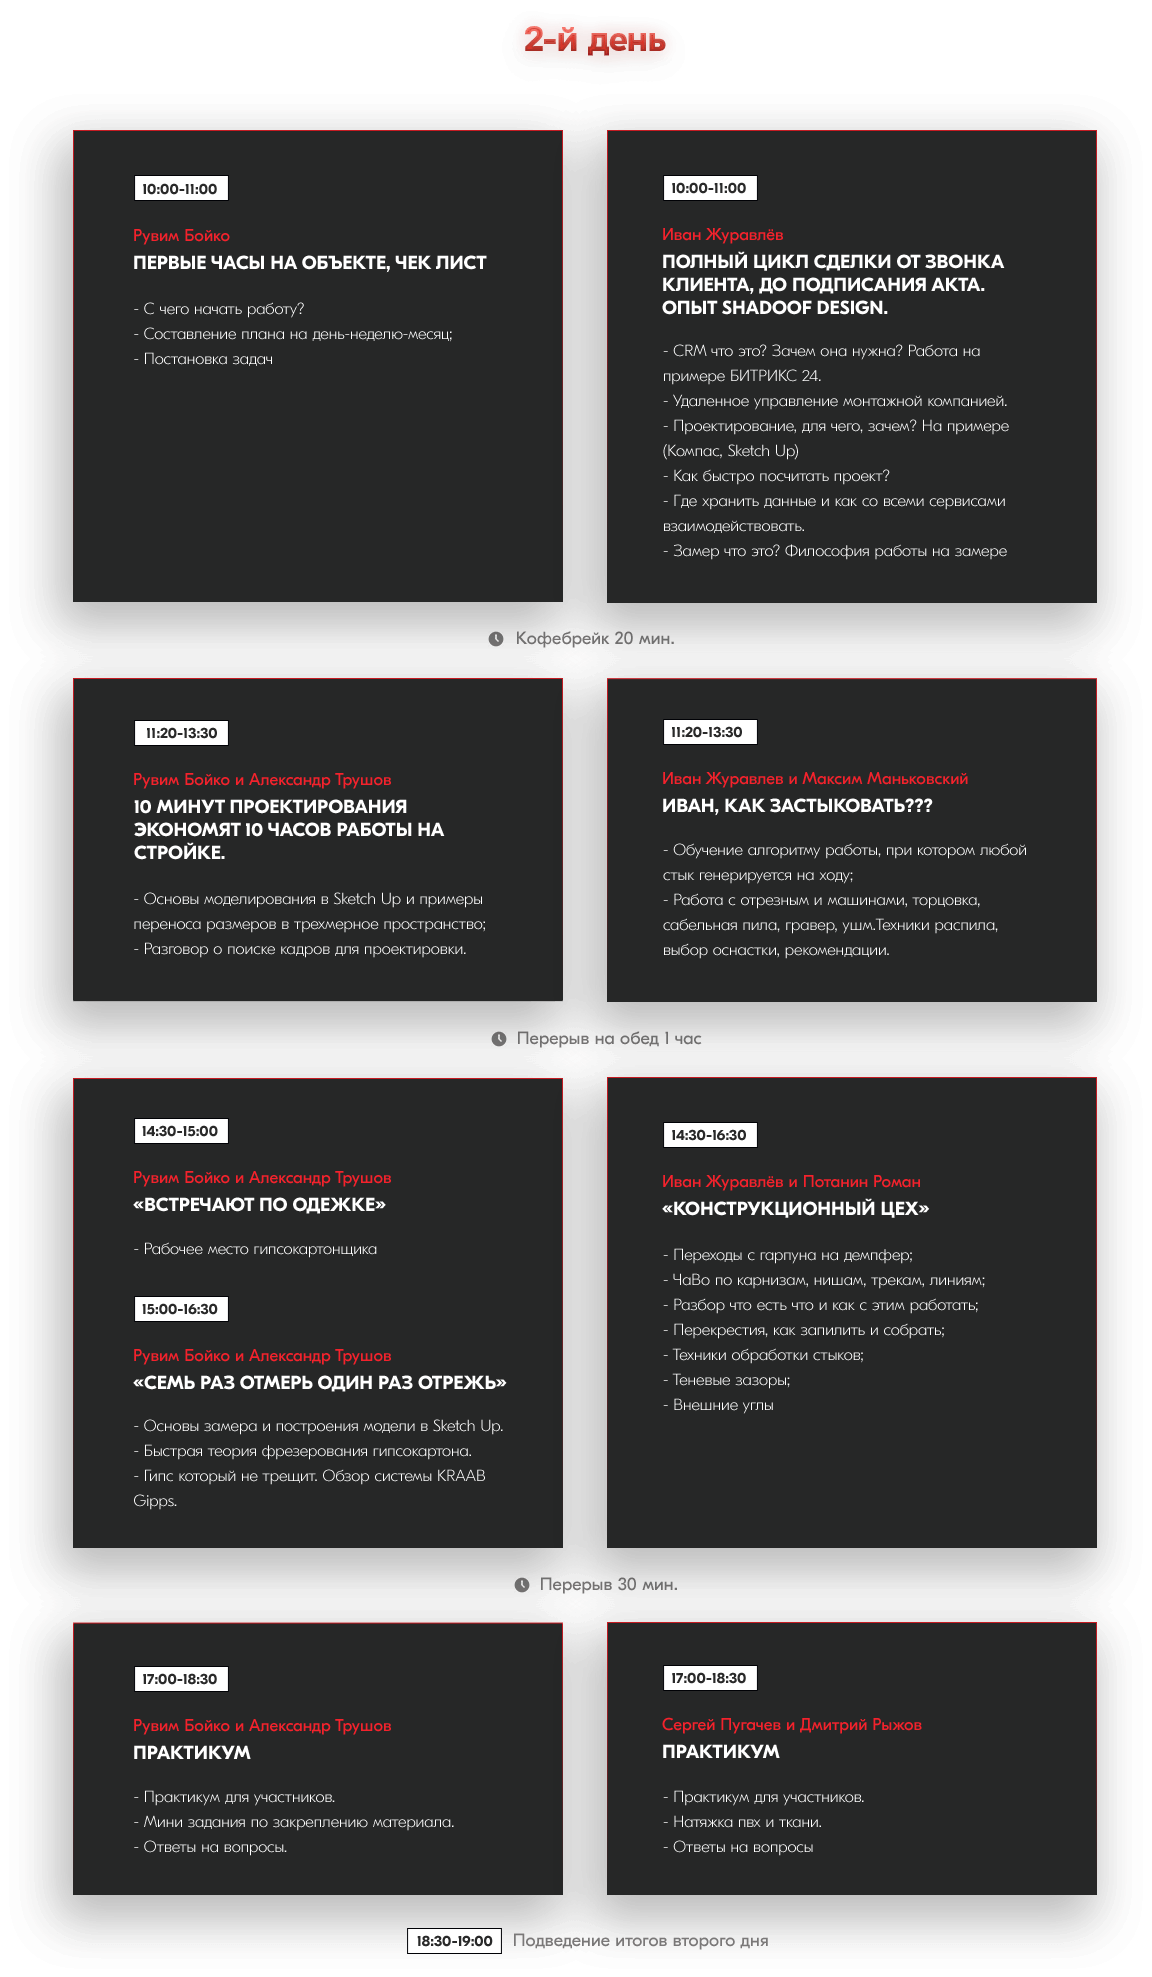 2-й день
10:00-11:00
Рувим Бойко
ПЕРВЫЕ ЧАСЫ НА ОБЪЕКТЕ, ЧЕК ЛИСТ
- С чего начать работу?
- Составление плана на день-неделю-месяц;
- Постановка задач
10:00-11:00
Иван Журавлёв
ПОЛНЫЙ ЦИКЛ СДЕЛКИ ОТ ЗВОНКА
КЛИЕНТА, ДО ПОДПИСАНИЯ АКТА.
ОПЫТ SHADOOF DESIGN.
- CRM что это? Зачем она нужна? Работа на
примере БИТРИКС 24.
- Удаленное управление монтажной компанией.
- Проектирование, для чего, зачем? На примере
(Компас, Sketch Up)
- Как быстро посчитать проект?
- Где хранить данные и как со всеми сервисами
взаимодействовать.
- Замер что это? Философия работы на замере
Кофебрейк 20 мин.
11:20-13:30
Рувим Бойко и Александр Трушов
10 МИНУТ ПРОЕКТИРОВАНИЯ
ЭКОНОМЯТ 10 ЧАСОВ РАБОТЫ НА
СТРОЙКЕ.
- Основы моделирования в Sketch Up и примеры
переноса размеров в трехмерное пространство;
- Разговор о поиске кадров для проектировки.
11:20-13:30
Иван Журавлев и Максим Маньковский
ИВАН, КАК ЗАСТЫКОВАТЬ???
- Обучение алгоритму работы, при котором любой
стык генерируется на ходу;
- Работа с отрезным и машинами, торцовка,
сабельная пила, гравер, ушм.Техники распила,
выбор оснастки, рекомендации.
Перерыв на обед 1 час
14:30-15:00
Рувим Бойко и Александр Трушов
«ВСТРЕЧАЮТ ПО ОДЕЖКЕ»
- Рабочее место гипсокартонщика
15:00-16:30
Рувим Бойко и Александр Трушов
«СЕМЬ РАЗ ОТМЕРЬ ОДИН РАЗ ОТРЕЖЬ»
- Основы замера и построения модели в Sketch Up.
- Быстрая теория фрезерования гипсокартона.
- Гипс который не трещит. Обзор системы KRAAB
Gipps.
14:30-16:30
Иван Журавлёв и Потанин Роман
«КОНСТРУКЦИОННЫЙ ЦЕХ»
- Переходы с гарпуна на демпфер;
- ЧаВо по карнизам, нишам, трекам, линиям;
- Разбор что есть что и как с этим работать;
- Перекрестия, как запилить и собрать;
- Техники обработки стыков;
- Теневые зазоры;
- Внешние углы
Перерыв 30 мин.
17:00-18:30
Рувим Бойко и Александр Трушов
ПРАКТИКУМ
- Практикум для участников.
- Мини задания по закреплению материала.
- Ответы на вопросы.
17:00-18:30
Сергей Пугачев и Дмитрий Рыжов
ПРАКТИКУМ
- Практикум для участников.
- Натяжка пвх и ткани.
- Ответы на вопросы
18:30-19:00 Подведение итогов второго дня